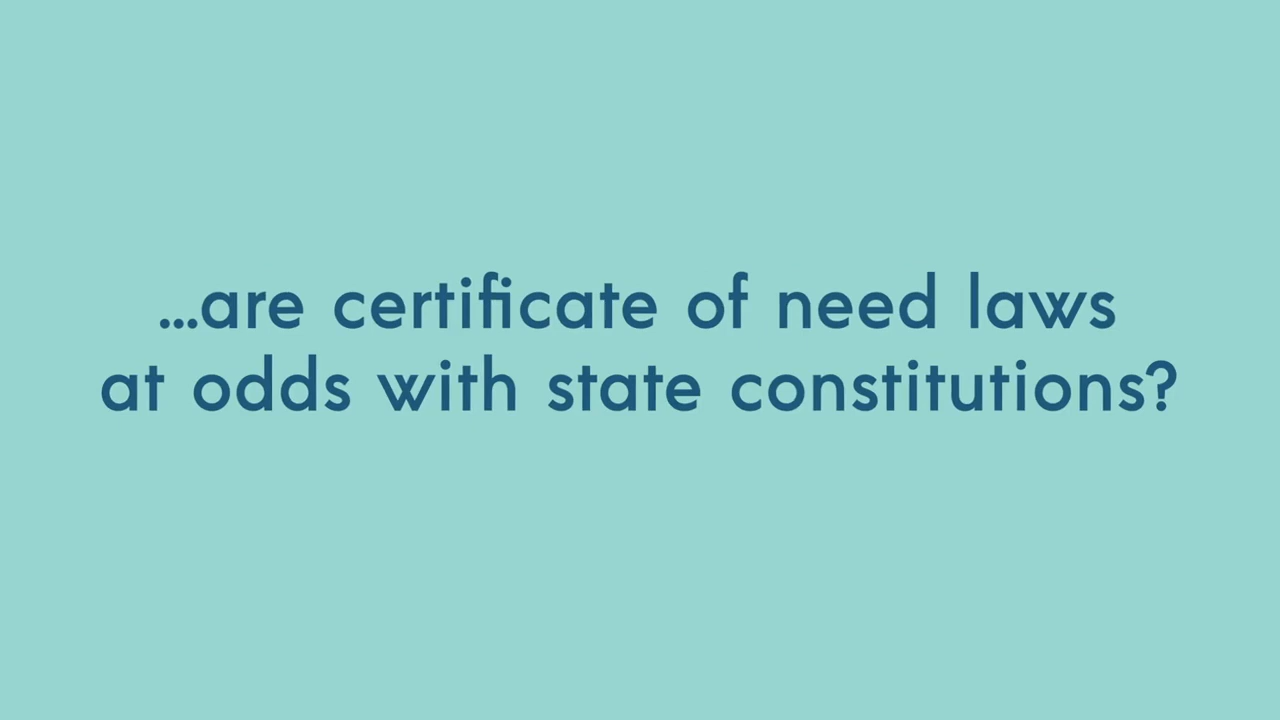 ...are certificate of need laws
at odds with state constitutions?